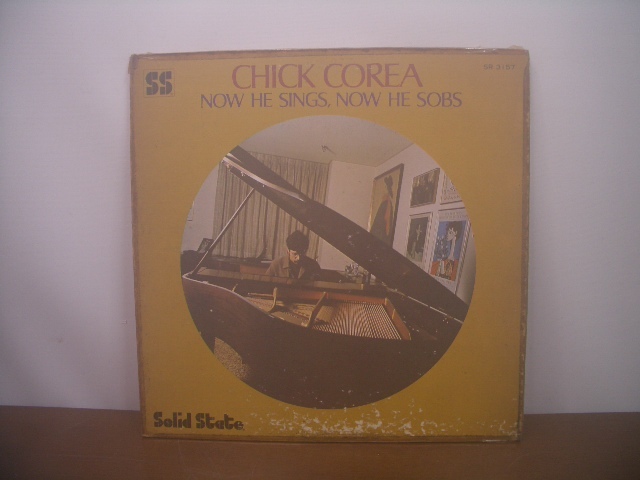 SS
CHICK COREA
NOW HE SINGS, NOW HE SOBS
Solid State